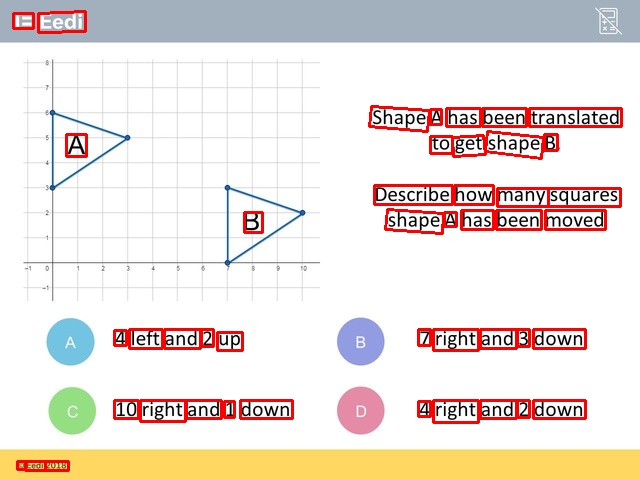 Eedi
8
7
6
5
4
3
2
1
-1
-1 0 1 2 3 4 5 6 7 8 9 10
A
B
Shape A has been translated
to get shape B.
Describe how many squares
shape A has been moved
A 4 left and 2 up
B 7 right and 3 down
C 10 right and 1 down
D 4 right and 2 down
© Eedi 2018